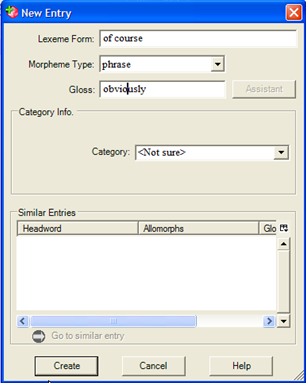 New Entry
Lexeme Form: of course
Morpheme Type: phrase
Gloss: obviously Assistant
Category Info.
Category: <Not sure>
Similar Entries
Headword Allomorphs Glo
Go to similar entry
Create Cancel Help